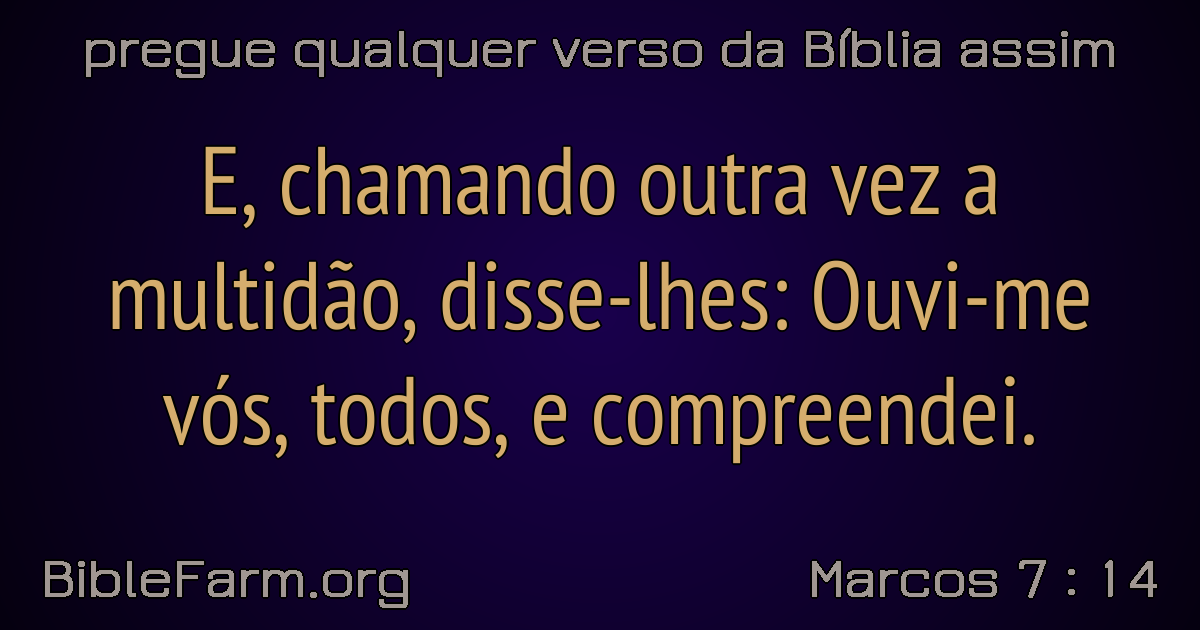 pregue qualquer verso da Bíblia assim
E, chamando outra vez a
multidão, disse-lhes: Ouvi-me
vós, todos, e compreendei.
BibleFarm.org
Marcos 7 : 14